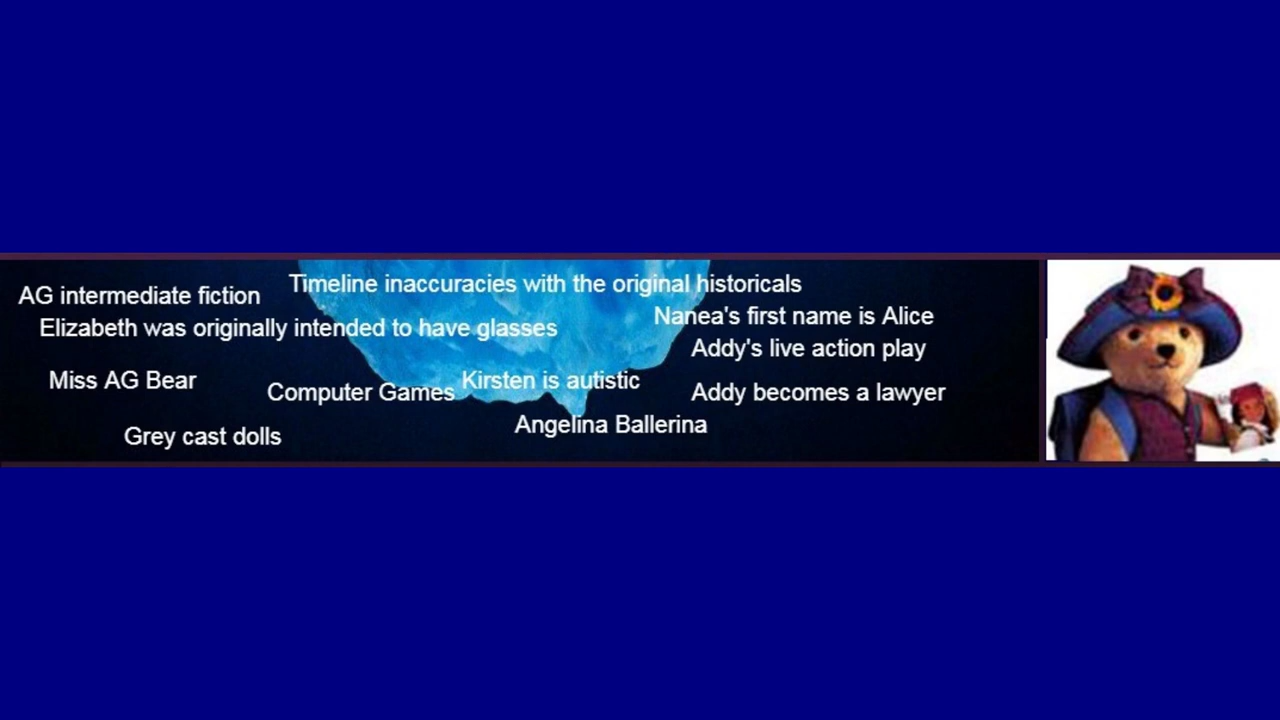 Timeline inaccuracies with the original historicals
AG intermediate fiction
Nanea's first name is Alice
Elizabeth was originally intended to have glasses
Addy's live action play
Miss AG Bear
Kirsten is autistic
Computer Games
Addy becomes a lawyer
Angelina Ballerina
Grey cast dolls